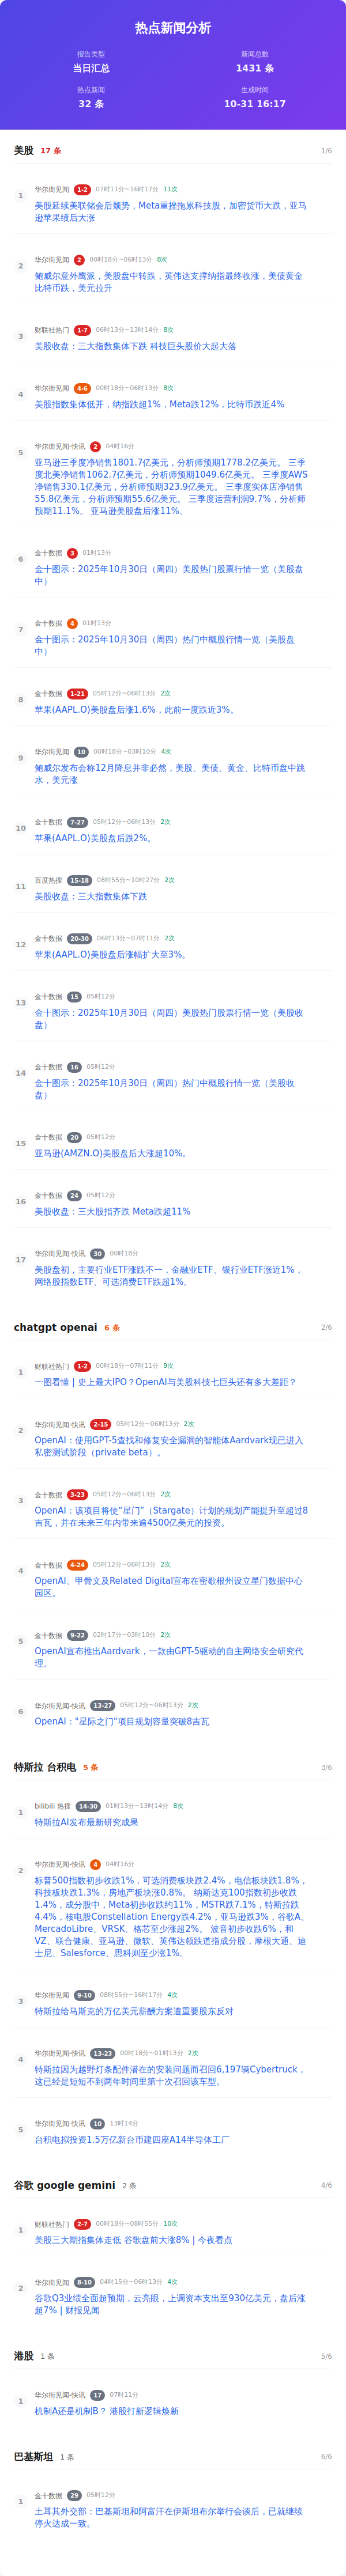 热点新闻分析
报告类型
新闻总数
当日汇总
1431 条
热点新闻
生成时间
32 条
10-31 16:17
美股 17 条 1/6
1 华尔街见闻 1-2 07时11分~16时17分 11次
美股延续美联储会后颓势，Meta重挫拖累科技股，加密货币大跌，亚马
逊苹果绩后大涨
2 华尔街见闻 2 00时18分~06时13分 8次
鲍威尔意外鹰派，美股盘中转跌，英伟达支撑纳指最终收涨，美债黄金
比特币跌，美元拉升
3 财联社热门 1-7 06时13分~13时14分 8次
美股收盘：三大指数集体下跌 科技巨头股价大起大落
4 华尔街见闻 4-6 00时18分~06时13分 8次
美股指数集体低开，纳指跌超1%，Meta跌12%，比特币跌近4%
5 华尔街见闻-快讯 2 04时16分
亚马逊三季度净销售1801.7亿美元，分析师预期1778.2亿美元。 三季
度北美净销售1062.7亿美元，分析师预期1049.6亿美元。 三季度AWS
净销售330.1亿美元，分析师预期323.9亿美元。 三季度实体店净销售
55.8亿美元，分析师预期55.6亿美元。 三季度运营利润9.7%，分析师
预期11.1%。 亚马逊美股盘后涨11%。
6 金十数据 3 01时13分
金十图示：2025年10月30日（周四）美股热门股票行情一览（美股盘
中）
7 金十数据 4 01时13分
金十图示：2025年10月30日（周四）热门中概股行情一览（美股盘
中）
8 金十数据 1-21 05时12分~06时13分 2次
苹果(AAPL.O)美股盘后涨1.6%，此前一度跌近3%。
9 华尔街见闻 10 00时18分~03时10分 4次
鲍威尔发布会称12月降息并非必然，美股、美债、黄金、比特币盘中跳
水，美元涨
10 金十数据 7-27 05时12分~06时13分 2次
苹果(AAPL.O)美股盘后跌2%。
11 百度热搜 15-18 08时55分~10时27分 2次
美股收盘：三大指数集体下跌
12 金十数据 20-30 06时13分~07时11分 2次
苹果(AAPL.O)美股盘后涨幅扩大至3%。
13 金十数据 15 05时12分
金十图示：2025年10月30日（周四）美股热门股票行情一览（美股收
盘）
14 金十数据 16 05时12分
金十图示：2025年10月30日（周四）热门中概股行情一览（美股收
盘）
15 金十数据 20 05时12分
亚马逊(AMZN.O)美股盘后大涨超10%。
16 金十数据 24 05时12分
美股收盘：三大股指齐跌 Meta跌超11%
17 华尔街见闻-快讯 30 00时18分
美股盘初，主要行业ETF涨跌不一，金融业ETF、银行业ETF涨近1%，
网络股指数ETF、可选消费ETF跌超1%。
chatgpt openai 6 条 2/6
1 财联社热门 1-2 00时18分~07时11分 9次
一图看懂 | 史上最大IPO？OpenAI与美股科技七巨头还有多大差距？
2 华尔街见闻-快讯 2-15 05时12分~06时13分 2次
OpenAI：使用GPT-5查找和修复安全漏洞的智能体Aardvark现已进入
私密测试阶段（private beta）。
3 金十数据 3-23 05时12分~06时13分 2次
OpenAI：该项目将使“星门”（Stargate）计划的规划产能提升至超过8
吉瓦，并在未来三年内带来逾4500亿美元的投资。
4 金十数据 4-24 05时12分~06时13分 2次
OpenAI、甲骨文及Related Digital宣布在密歇根州设立星门数据中心
园区。
5 金十数据 9-22 02时17分~03时10分 2次
OpenAI宣布推出Aardvark，一款由GPT-5驱动的自主网络安全研究代
理。
6 华尔街见闻-快讯 13-27 05时12分~06时13分 2次
OpenAI："星际之门"项目规划容量突破8吉瓦
特斯拉 台积电 5 条 3/6
1 bilibili 热搜 14-30 01时13分~13时14分 8次
特斯拉AI发布最新研究成果
2 华尔街见闻-快讯 4 04时16分
标普500指数初步收跌1%，可选消费板块跌2.4%，电信板块跌1.8%，
科技板块跌1.3%，房地产板块涨0.8%。 纳斯达克100指数初步收跌
1.4%，成分股中，Meta初步收跌约11%，MSTR跌7.1%，特斯拉跌
4.4%，核电股Constellation Energy跌4.2%，亚马逊跌3%，谷歌A、
MercadoLibre、VRSK、格芯至少涨超2%。 波音初步收跌6%，和
VZ、联合健康、亚马逊、微软、英伟达领跌道指成分股，摩根大通、迪
士尼、Salesforce、思科则至少涨1%。
3 华尔街见闻 9-10 08时55分~16时17分 4次
特斯拉给马斯克的万亿美元薪酬方案遭重要股东反对
4 华尔街见闻-快讯 13-23 00时18分~01时13分 2次
特斯拉因为越野灯条配件潜在的安装问题而召回6,197辆Cybertruck，
这已经是短短不到两年时间里第十次召回该车型。
5 华尔街见闻-快讯 10 13时14分
台积电拟投资1.5万亿新台币建四座A14半导体工厂
谷歌 google gemini 2 条 4/6
1 财联社热门 2-7 00时18分~08时55分 10次
美股三大期指集体走低 谷歌盘前大涨8% | 今夜看点
2 华尔街见闻 8-10 04时15分~06时13分 4次
谷歌Q3业绩全面超预期，云亮眼，上调资本支出至930亿美元，盘后涨
超7% | 财报见闻
港股 1 条 5/6
1 华尔街见闻-快讯 17 07时11分
机制A还是机制B？ 港股打新逻辑焕新
巴基斯坦 1 条 6/6
1 金十数据 29 05时12分
土耳其外交部：巴基斯坦和阿富汗在伊斯坦布尔举行会谈后，已就继续
停火达成一致。